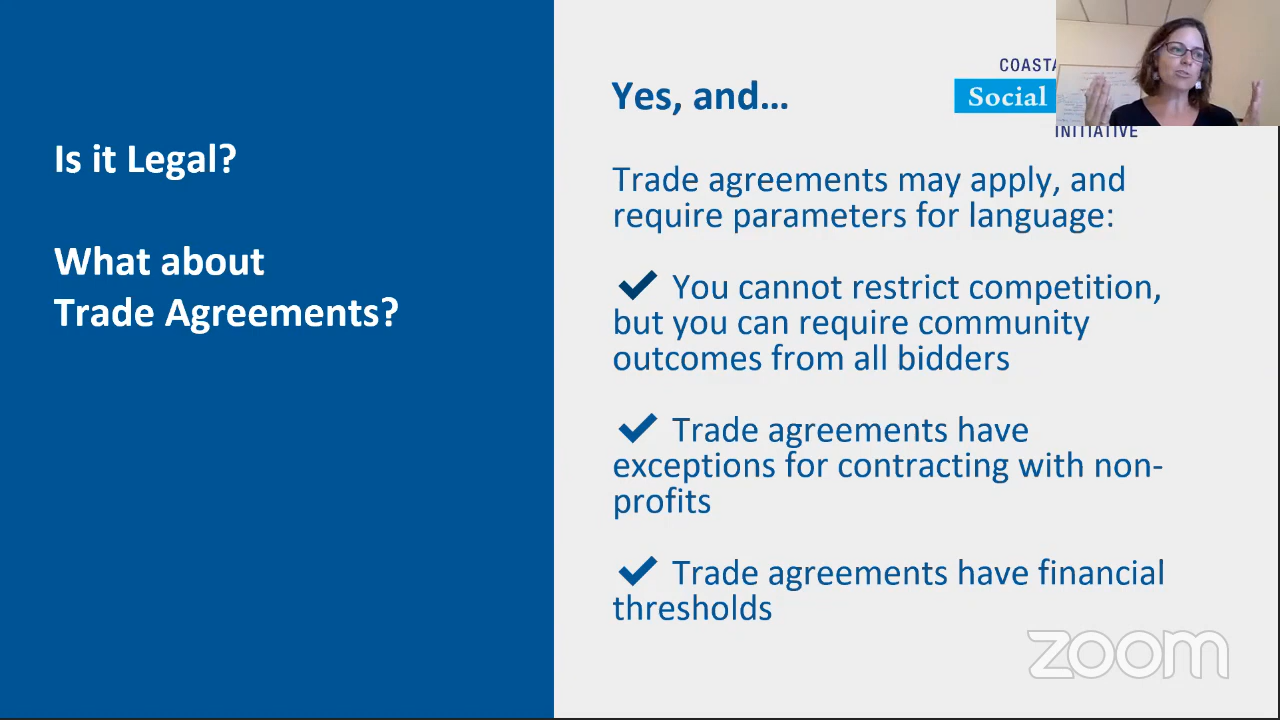 Is it Legal?
What about
Trade Agreements?
Yes, and…
COASTA
Social
INITIATIVE
Trade agreements may apply, and
require parameters for language:
✔ You cannot restrict competition,
but you can require community
outcomes from all bidders
✔ Trade agreements have
exceptions for contracting with non-
profits
✔ Trade agreements have financial
thresholds
zoom